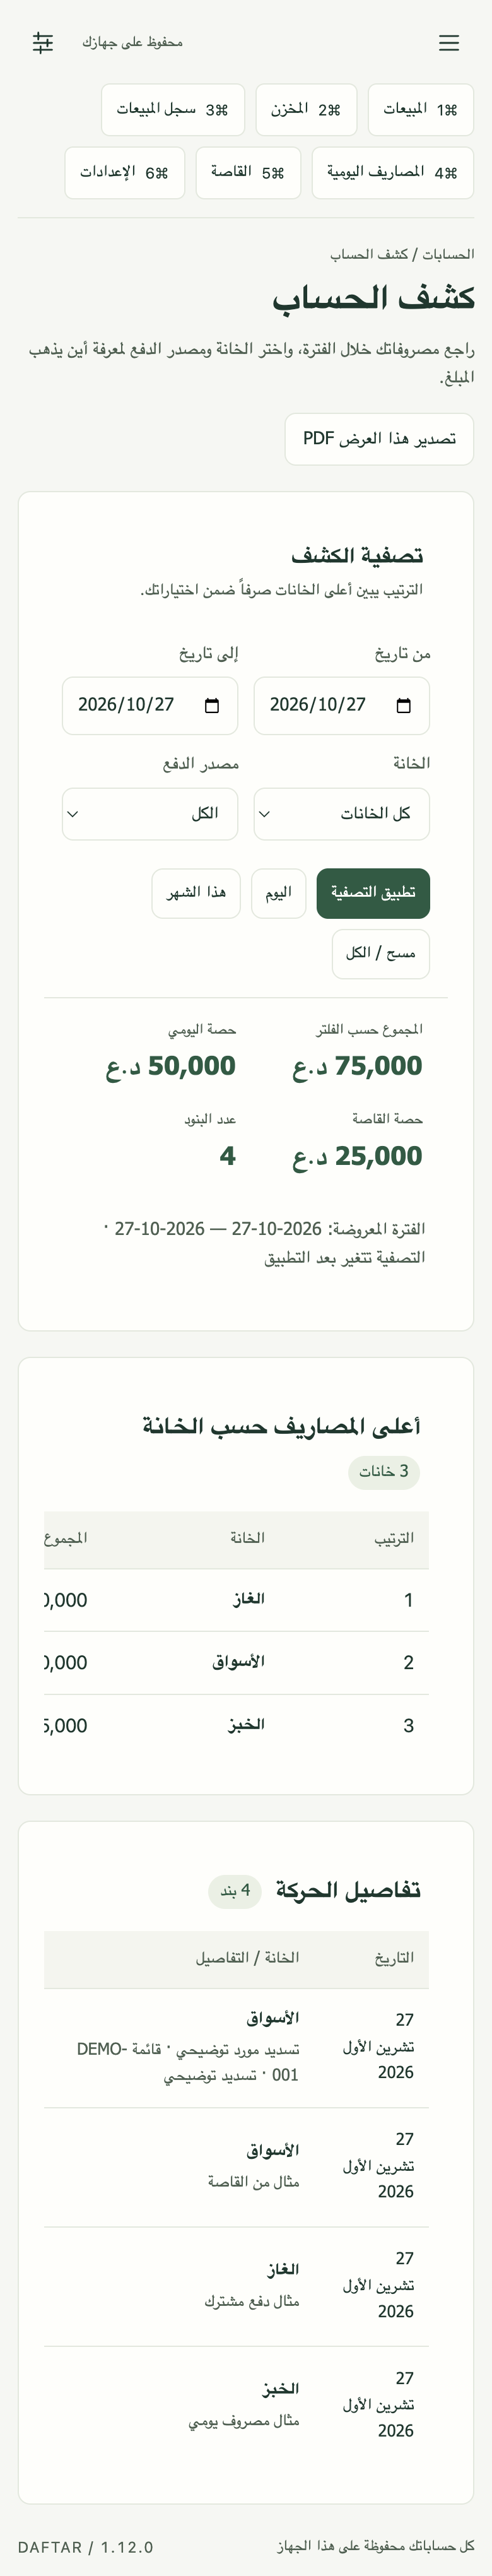 محفوظ على جهازك
⌘1 المبيعات
⌘2 المخزن
⌘3 سجل المبيعات
⌘4 المصاريف اليومية
⌘5 القاصة
⌘6 الإعدادات
الحسابات / كشف الحساب
كشف الحساب
راجع مصروفاتك خلال الفترة، واختر الخانة ومصدر الدفع لمعرفة أين يذهب
المبلغ.
تصدير هذا العرض PDF
تصفية الكشف
الترتيب يبين أعلى الخانات صرفاً ضمن اختياراتك.
من تاريخ
إلى تاريخ
2026/10/27
2026/10/27
الخانة
مصدر الدفع
كل الخانات
الكل
تطبيق التصفية
اليوم
هذا الشهر
مسح / الكل
المجموع حسب الفلتر
حصة اليومي
75,000 د.ع
50,000 د.ع
حصة القاصة
عدد البنود
25,000 د.ع
4
الفترة المعروضة: 2026-10-27 — 2026-10-27 ·
التصفية تتغير بعد التطبيق
أعلى المصاريف حسب الخانة
3 خانات
الترتيب الخانة المجموع
1 الغاز 0,000
2 الأسواق 0,000
3 الخبز 5,000
تفاصيل الحركة
4 بند
التاريخ الخانة / التفاصيل
27
تشرين الأول
2026
الأسواق
تسديد مورد توضيحي · قائمة DEMO-
001 · تسديد توضيحي
27
تشرين الأول
2026
الأسواق
مثال من القاصة
27
تشرين الأول
2026
الغاز
مثال دفع مشترك
27
تشرين الأول
2026
الخبز
مثال مصروف يومي
كل حساباتك محفوظة على هذا الجهاز
DAFTAR / 1.12.0